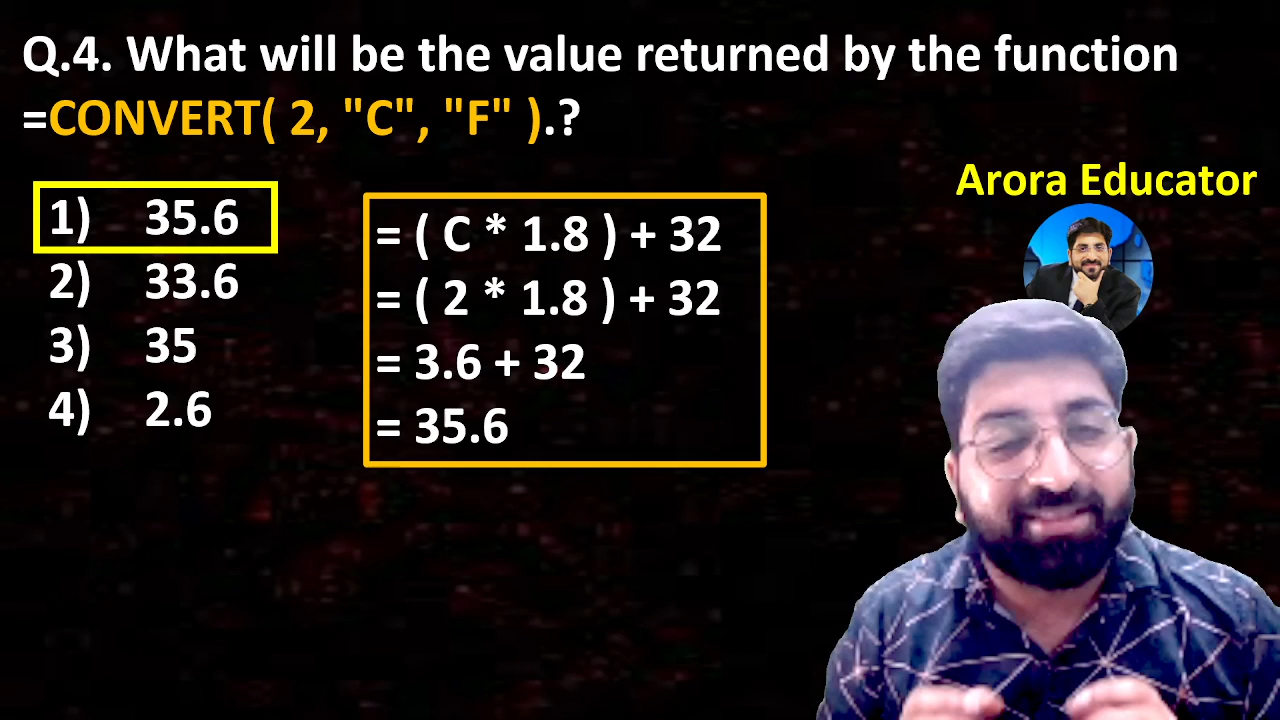 Q.4. What will be the value returned by the function
=CONVERT( 2, "C", "F" ).?
Arora Educator
1) 35.6
2) 33.6
3) 35
4) 2.6
= ( C * 1.8 ) + 32
= ( 2 * 1.8 ) + 32
= 3.6 + 32
= 35.6